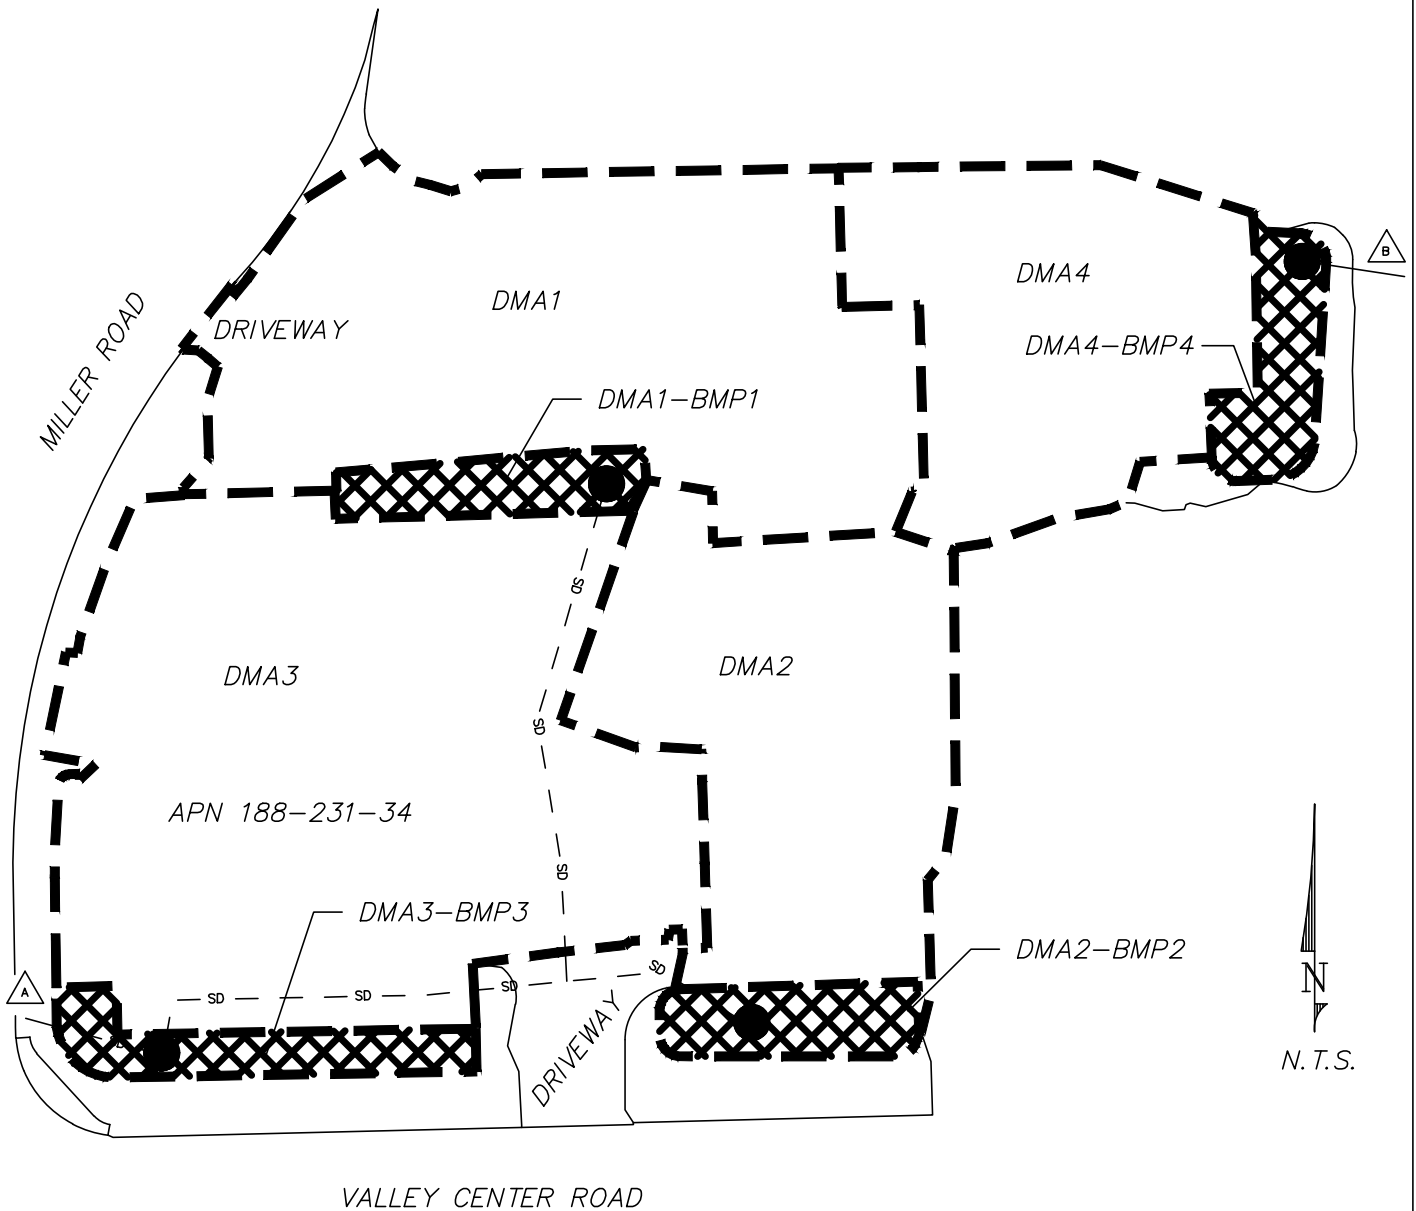 B
DMA4
DMA1
MILLER ROAD
DRIVEWAY
DMA4-BMP4
DMA1-BMP1
SD
DMA3
DMA2
SD
APN 188-231-34
SD
DMA3-BMP3
DMA2-BMP2
SD
SD
SD
SD
A
N
DRIVEWAY
N.T.S.
VALLEY CENTER ROAD